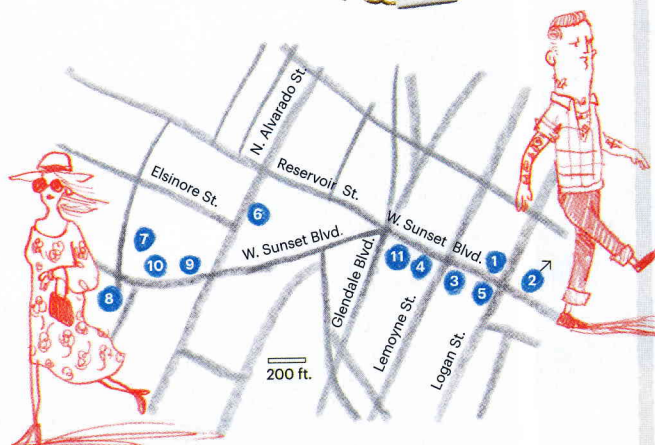 N. Alvarado St.
Elsinore St.
Reservoir St.
6
7
10
9
8
W. Sunset Blvd.
W. Sunset Blvd.
1
2
11
4
3
5
Glendale Blvd.
Lemoyne St.
Logan St.
200 ft.